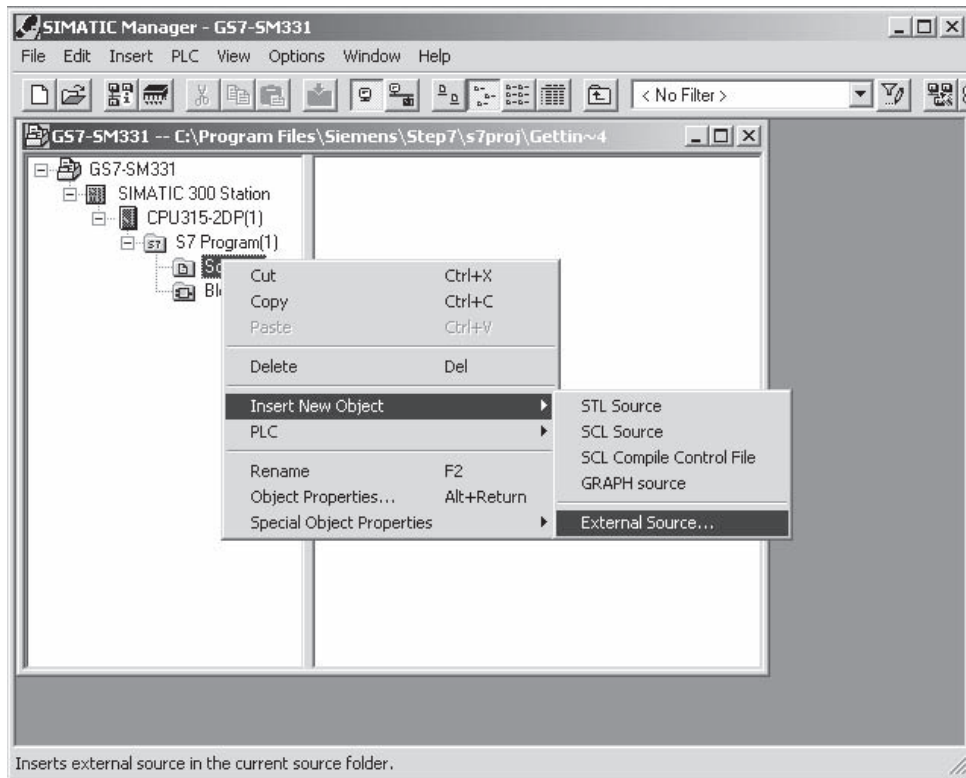 SIMATIC Manager - GS7-SM331
File Edit Insert PLC View Options Window Help
< No Filter >
GS7-SM331 -- C:\Program Files\Siemens\Step7\s7proj\Gettin~4
GS7-SM331
SIMATIC 300 Station
CPU315-2DP(1)
S7 Program(1)
Cut Ctrl+X
Copy Ctrl+C
Paste Ctrl+V
Delete Del
Insert New Object
PLC
Rename F2
Object Properties... Alt+Return
Special Object Properties
STL Source
SCL Source
SCL Compile Control File
GRAPH source
External Source...
Inserts external source in the current source folder.